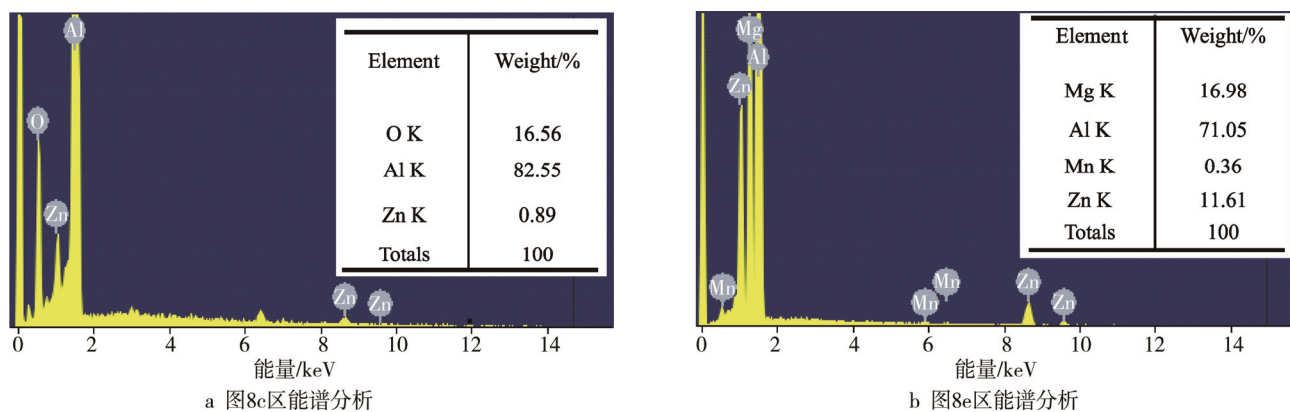 Al
O
Zn
Zn
Zn
Element Weight/%
O K 16.56
Al K 82.55
Zn K 0.89
Totals 100
0 2 4 6 8 10 12 14
能量/keV
a 图8c区能谱分析
Mg
Al
Zn
Mn
Mn
Mn
Zn
Zn
Element Weight/%
Mg K 16.98
Al K 71.05
Mn K 0.36
Zn K 11.61
Totals 100
0 2 4 6 8 10 12 14
能量/keV
b 图8e区能谱分析